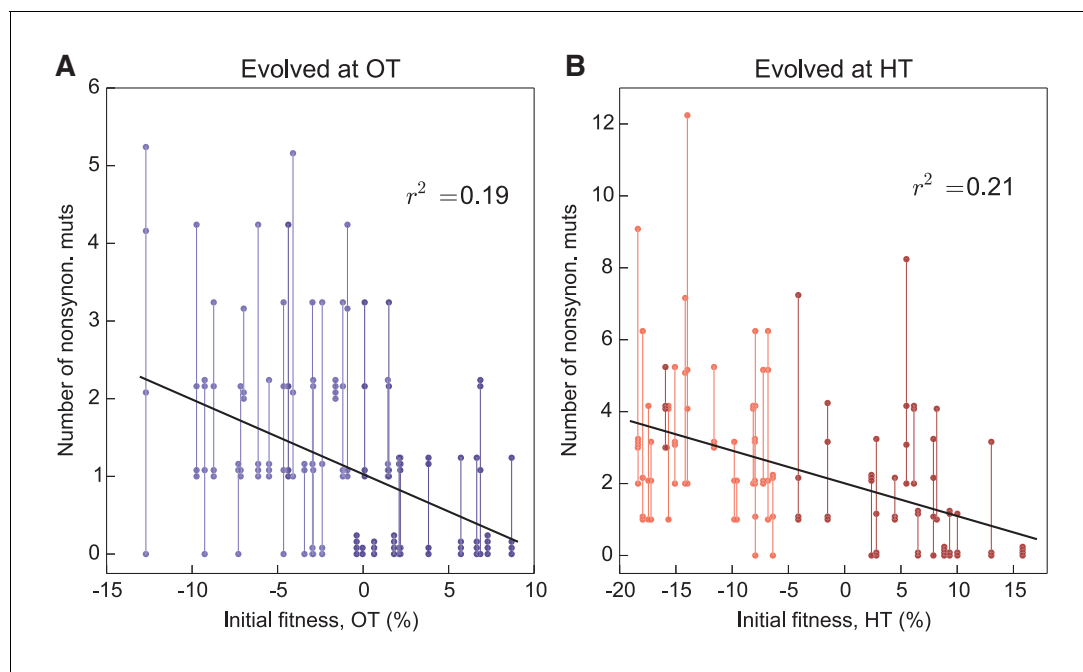 A
Evolved at OT
Number of nonsynon. muts
6
5
4
3
2
1
0
r² = 0.19
-15
-10
-5
0
5
10
Initial fitness, OT (%)
B
Evolved at HT
Number of nonsynon. muts
12
10
8
6
4
2
0
r² = 0.21
-20
-15
-10
-5
0
5
10
15
Initial fitness, HT (%)